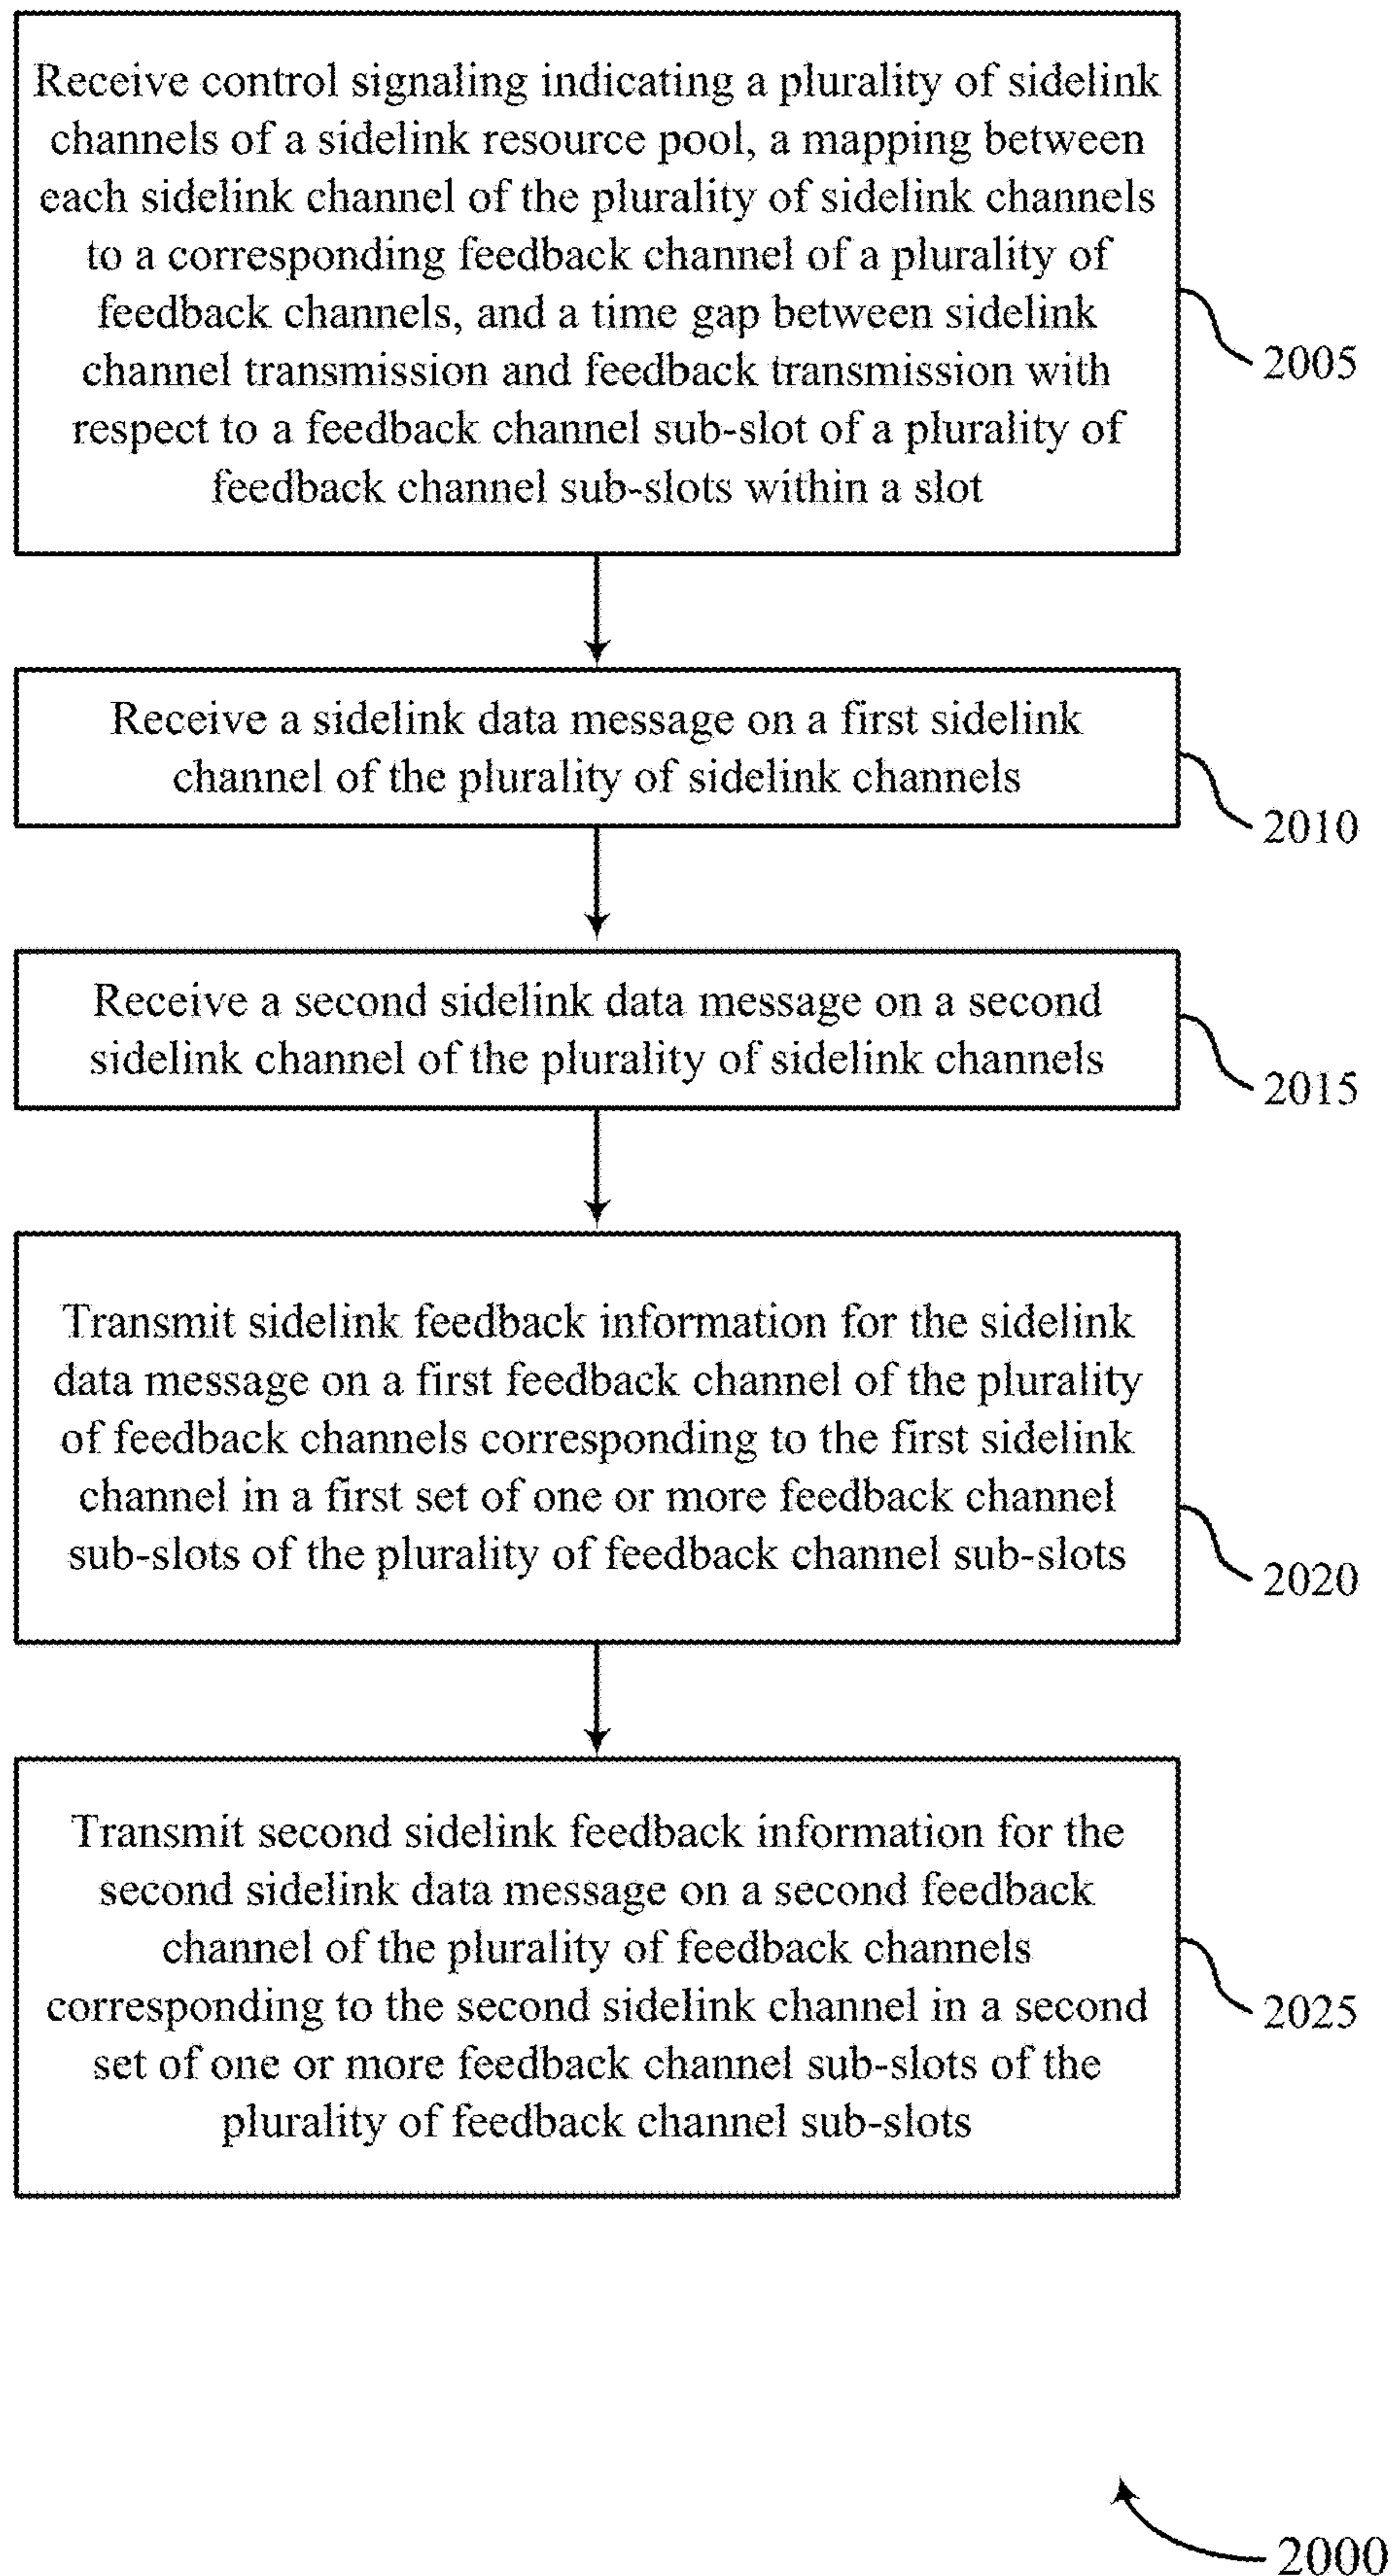 Receive control signaling indicating a plurality of sidelink
channels of a sidelink resource pool, a mapping between
each sidelink channel of the plurality of sidelink channels
to a corresponding feedback channel of a plurality of
feedback channels, and a time gap between sidelink
channel transmission and feedback transmission with
respect to a feedback channel sub-slot of a plurality of
feedback channel sub-slots within a slot
2005
Receive a sidelink data message on a first sidelink
channel of the plurality of sidelink channels
2010
Receive a second sidelink data message on a second
sidelink channel of the plurality of sidelink channels
2015
Transmit sidelink feedback information for the sidelink
data message on a first feedback channel of the plurality
of feedback channels corresponding to the first sidelink
channel in a first set of one or more feedback channel
sub-slots of the plurality of feedback channel sub-slots
2020
Transmit second sidelink feedback information for the
second sidelink data message on a second feedback
channel of the plurality of feedback channels
corresponding to the second sidelink channel in a second
set of one or more feedback channel sub-slots of the
plurality of feedback channel sub-slots
2025
2000